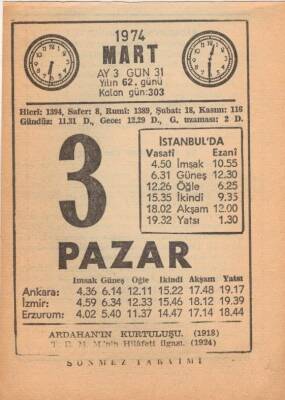 1974
MART
AY 3 GÜN 31
Yılın 62. günü
Kalan gün:303
Hicrî: 1394, Safer: 8, Rumî: 1389, Şubat: 18, Kasım: 116
Gündüz: 11.31 D., Gece: 12.29 D., G. uzaması: 2 D.
3
İSTANBUL'DA
Vasatî Ezanî
4.50 İmsak 10.55
6.31 Güneş 12.30
12.26 Öğle 6.25
15.35 İkindi 9.35
18.02 Akşam 12.00
19.32 Yatsı 1.30
PAZAR
İmsak Güneş Öğle İkindi Akşam Yatsı
Ankara: 4.36 6.14 12.11 15.22 17.48 19.17
İzmir: 4.59 6.34 12.33 15.46 18.12 19.39
Erzurum: 4.02 5.40 11.37 14.47 17.14 18.44
ARDAHAN'IN KURTULUŞU. (1918)
T. B. M. M'nin Hilâfeti ilgası. (1924)
SÖNMEZ TAKVİMİ